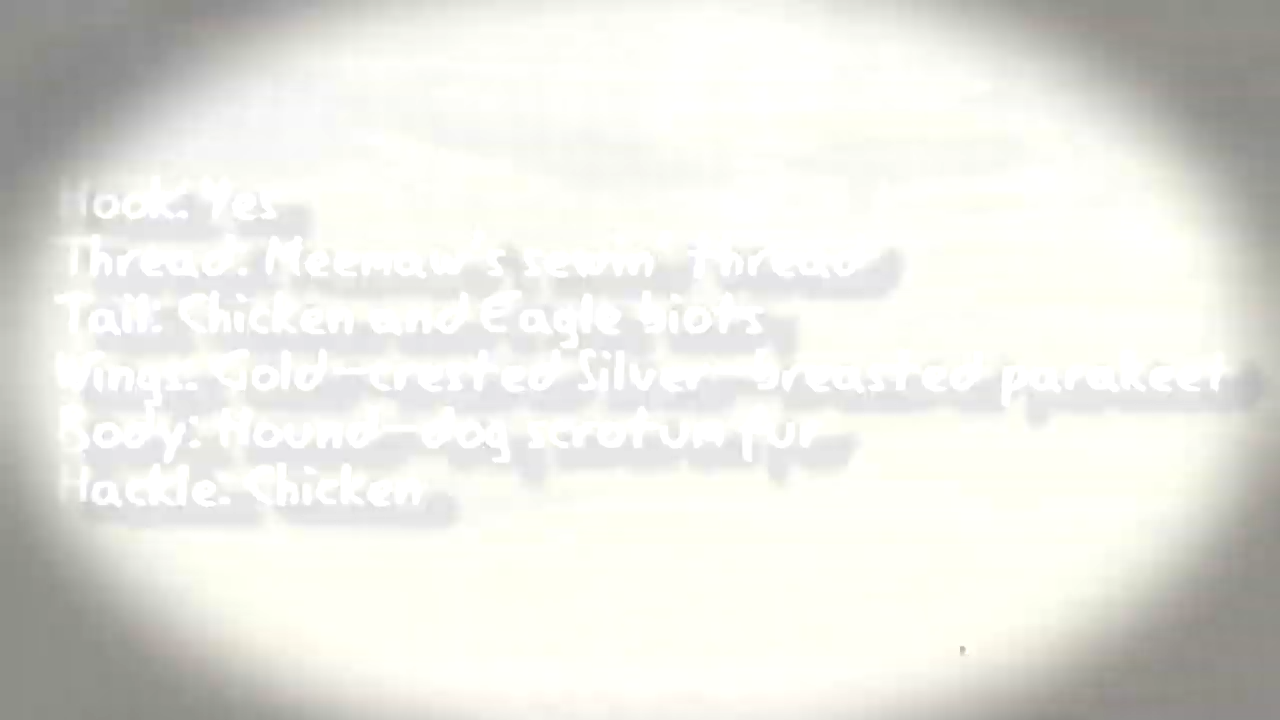 Hook: Yes
Thread: Meemaw's sewin' thread
Tail: Chicken and Eagle biots
Wings: Gold-crested Silver-breasted parakeet
Body: Hound-dog scrotum fur
Hackle: Chicken